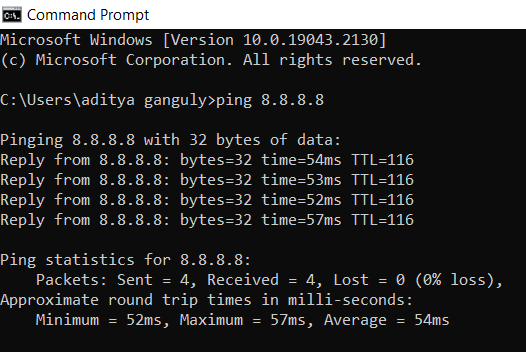 Command Prompt
Microsoft Windows [Version 10.0.19043.2130]
(c) Microsoft Corporation. All rights reserved.
C:\Users\aditya ganguly>ping 8.8.8.8
Pinging 8.8.8.8 with 32 bytes of data:
Reply from 8.8.8.8: bytes=32 time=54ms TTL=116
Reply from 8.8.8.8: bytes=32 time=53ms TTL=116
Reply from 8.8.8.8: bytes=32 time=52ms TTL=116
Reply from 8.8.8.8: bytes=32 time=57ms TTL=116
Ping statistics for 8.8.8.8:
    Packets: Sent = 4, Received = 4, Lost = 0 (0% loss),
Approximate round trip times in milli-seconds:
    Minimum = 52ms, Maximum = 57ms, Average = 54ms